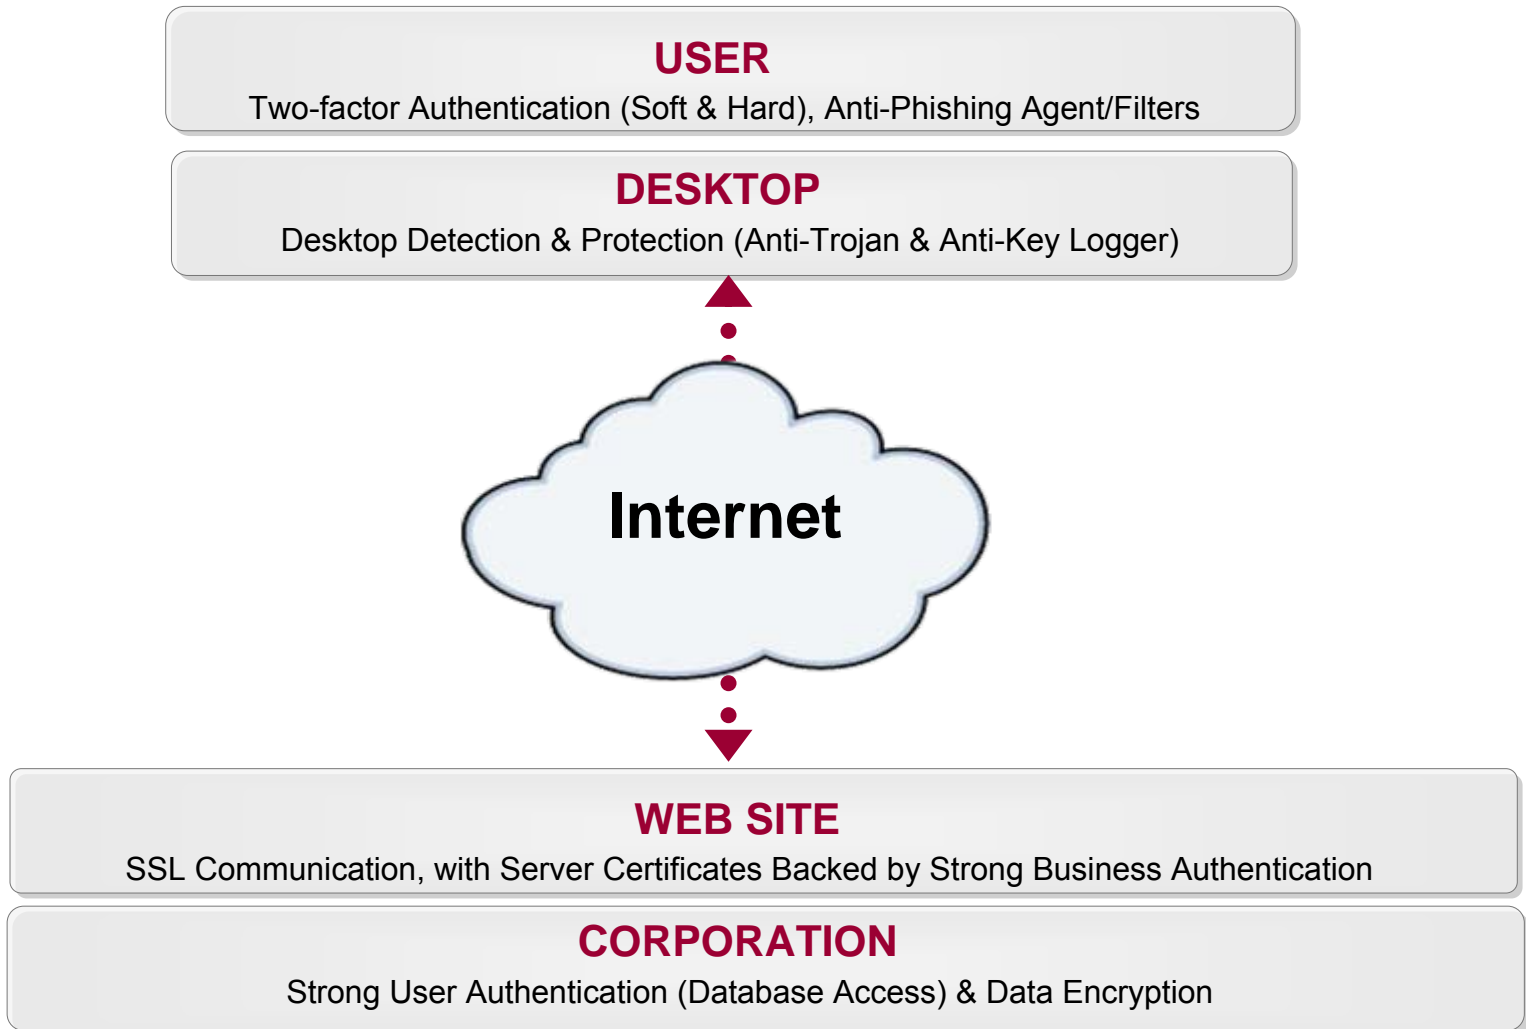 USER
Two-factor Authentication (Soft & Hard), Anti-Phishing Agent/Filters
DESKTOP
Desktop Detection & Protection (Anti-Trojan & Anti-Key Logger)
Internet
WEB SITE
SSL Communication, with Server Certificates Backed by Strong Business Authentication
CORPORATION
Strong User Authentication (Database Access) & Data Encryption